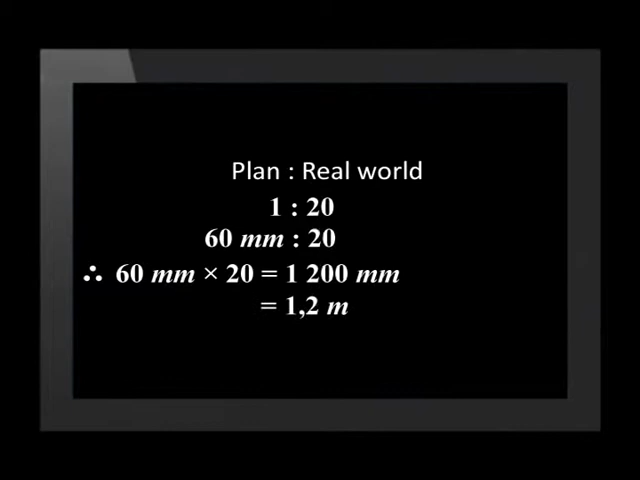 Plan : Real world
1 : 20
60 mm : 20
∴ 60 mm × 20 = 1 200 mm
= 1,2 m